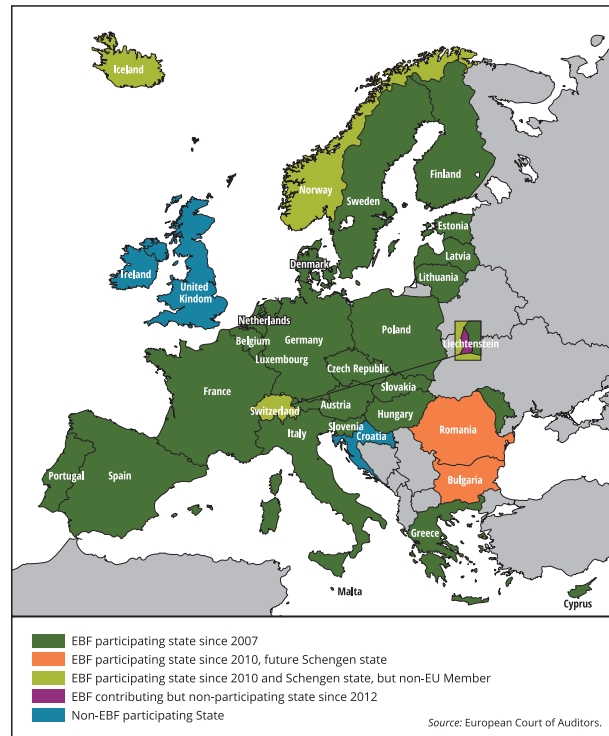 Iceland
Norway
Finland
Sweden
Estonia
Latvia
Denmark
Lithuania
Ireland
United
Kingdom
Netherlands
Poland
Liechtenstein
Belgium
Germany
Luxembourg
Czech Republic
Slovakia
France
Switzerland
Austria
Hungary
Slovenia
Romania
Italy
Croatia
Portugal
Spain
Bulgaria
Greece
Malta
Cyprus
EBF participating state since 2007
EBF participating state since 2010, future Schengen state
EBF participating state since 2010 and Schengen state, but non-EU Member
EBF contributing but non-participating state since 2012
Non-EBF participating State
Source: European Court of Auditors.